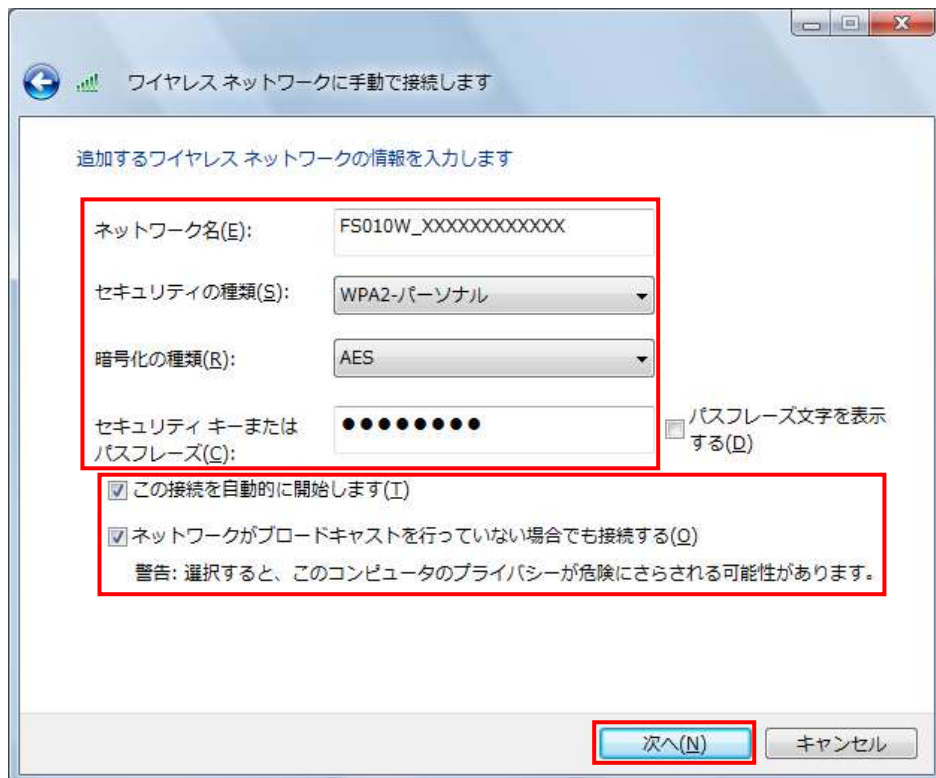 ワイヤレス ネットワークに手動で接続します
追加するワイヤレス ネットワークの情報を入力します
ネットワーク名(E):
FS010W_XXXXXXXXXXXX
セキュリティの種類(S):
WPA2-パーソナル
暗号化の種類(R):
AES
セキュリティ キーまたは
パスフレーズ(C):
●●●●●●●●
パスフレーズ文字を表示
する(D)
この接続を自動的に開始します(T)
ネットワークがブロードキャストを行っていない場合でも接続する(O)
警告: 選択すると、このコンピュータのプライバシーが危険にさらされる可能性があります。
次へ(N)
キャンセル